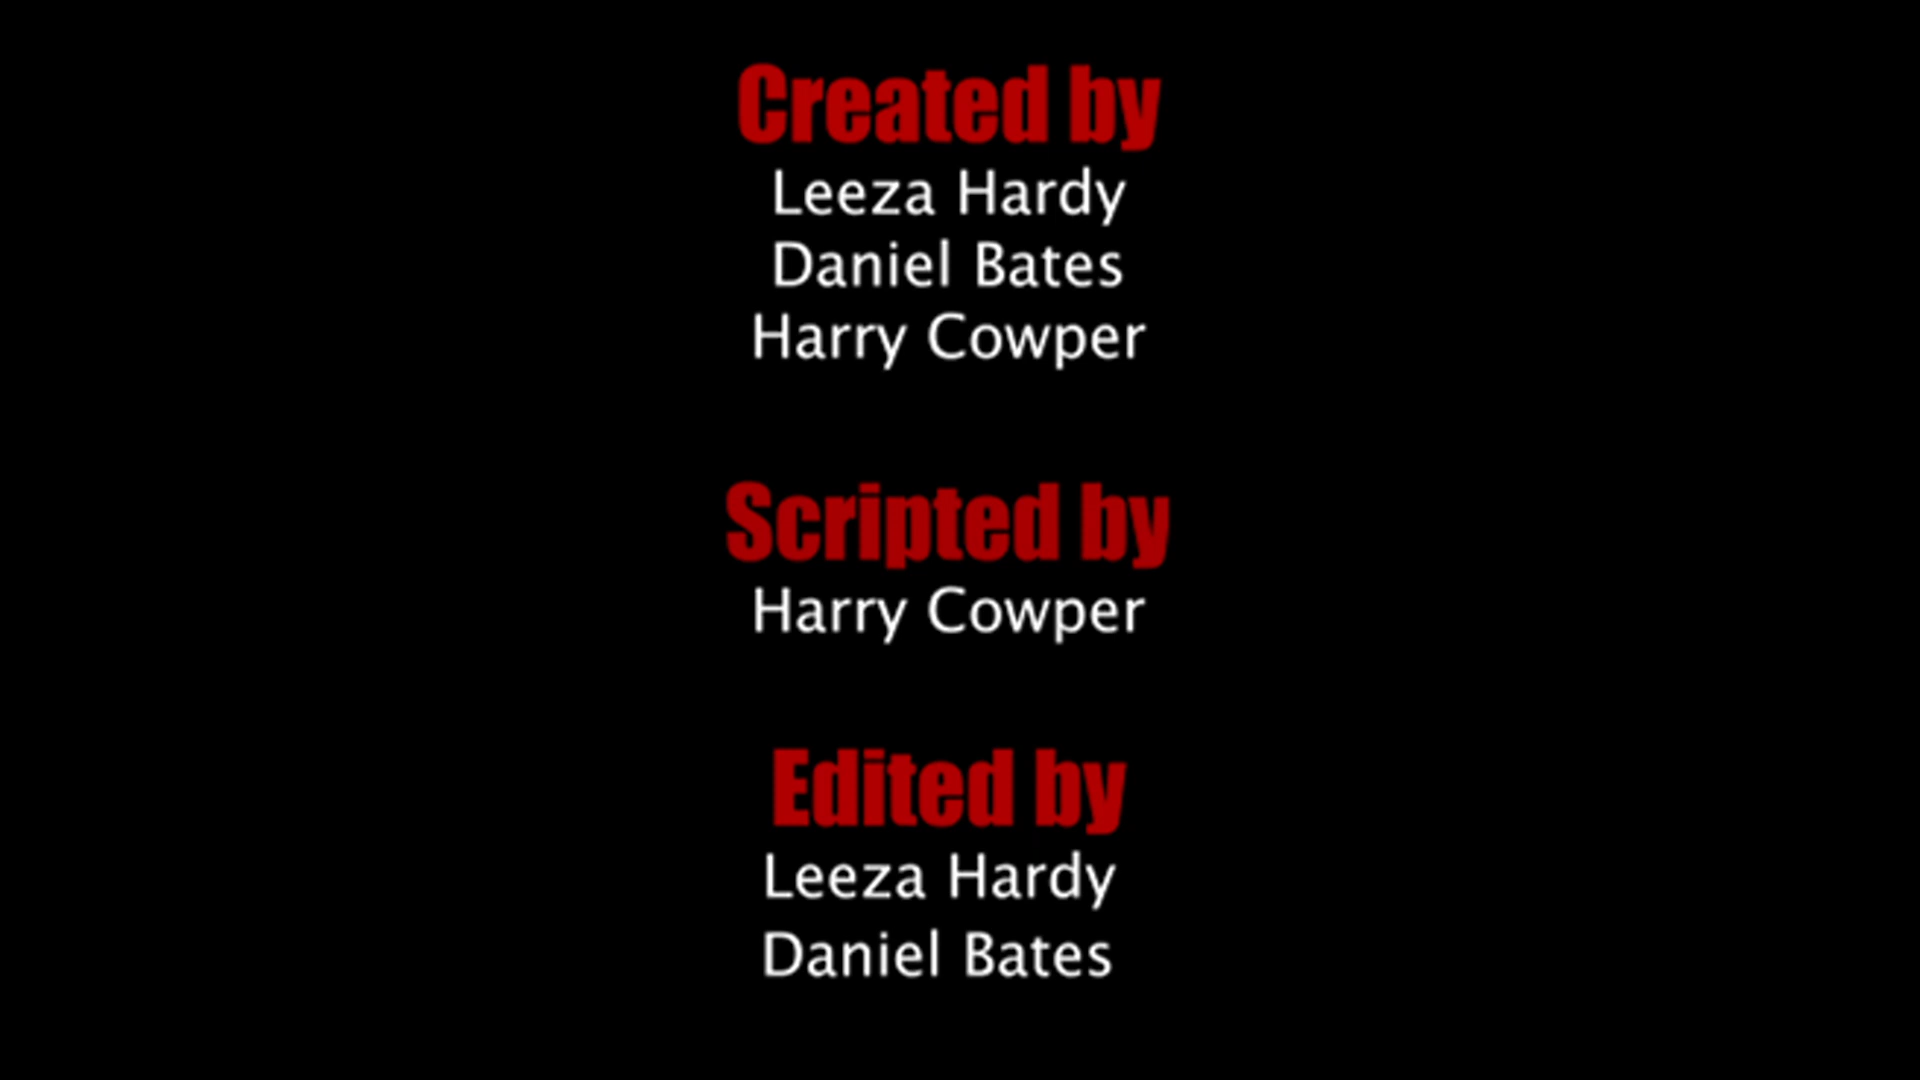 Created by
Leeza Hardy
Daniel Bates
Harry Cowper
Scripted by
Harry Cowper
Edited by
Leeza Hardy
Daniel Bates